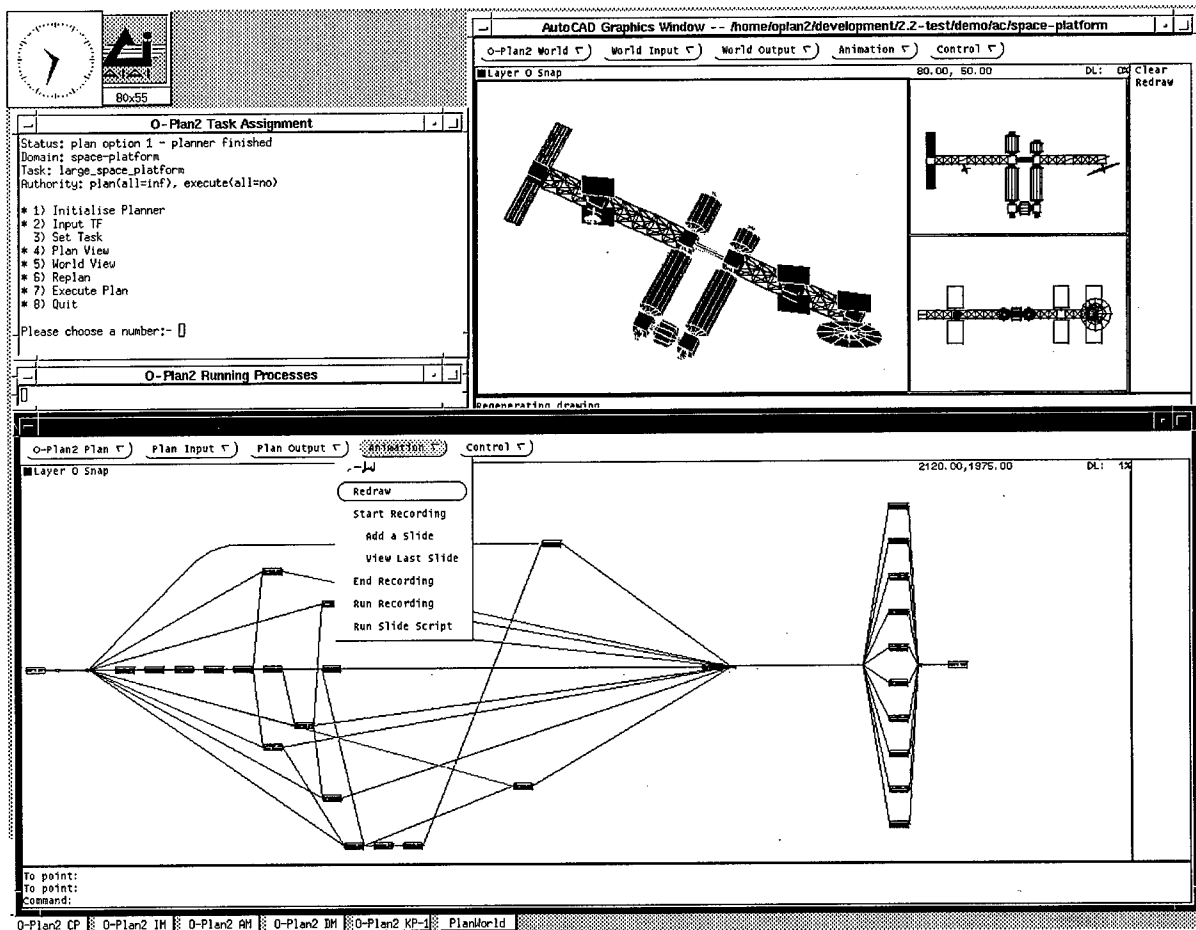 AIAI
80x55
O-Plan2 Task Assignment
Status: plan option 1 - planner finished
Domain: space-platform
Task: large_space_platform
Authority: plan(all=inf), execute(all=no)
* 1) Initialise Planner
* 2) Input TF
3) Set Task
* 4) Plan View
* 5) World View
* 6) Replan
* 7) Execute Plan
* 8) Quit
Please choose a number:-
O-Plan2 Running Processes
AutoCAD Graphics Window -- /home/oplan2/development/2.2-test/demo/ac/space-platform
O-Plan2 World World Input World Output Animation Control
Layer 0 Snap 80.00, 50.00 DL: 0% Clear
Redraw
Regenerating drawing
O-Plan2 Plan Plan Input Plan Output Animation Control
Layer 0 Snap 2120.00,1975.00 DL: 1%
Redraw
Start Recording
Add a Slide
View Last Slide
End Recording
Run Recording
Run Slide Script
To point:
To point:
Command:
O-Plan2 CP O-Plan2 IM O-Plan2 AM O-Plan2 DM O-Plan2 KP-1 PlanWorld